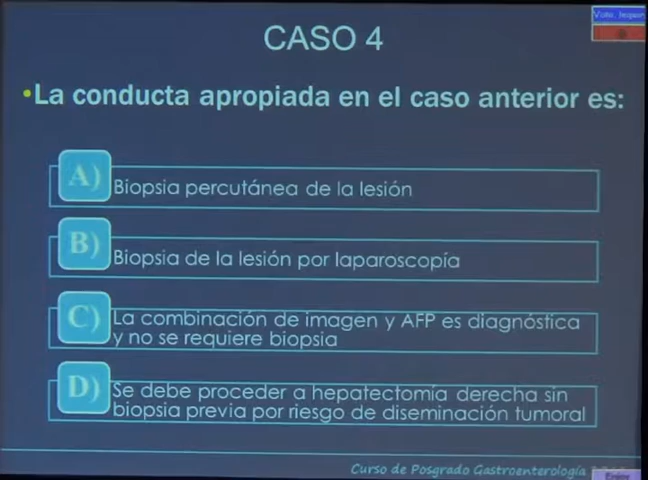 CASO 4
•La conducta apropiada en el caso anterior es:
A)
Biopsia percutánea de la lesión
B)
Biopsia de la lesión por laparoscopía
C)
La combinación de imagen y AFP es diagnóstica
y no se requiere biopsia
D)
Se debe proceder a hepatectomía derecha sin
biopsia previa por riesgo de diseminación tumoral
Curso de Posgrado Gastroenterología